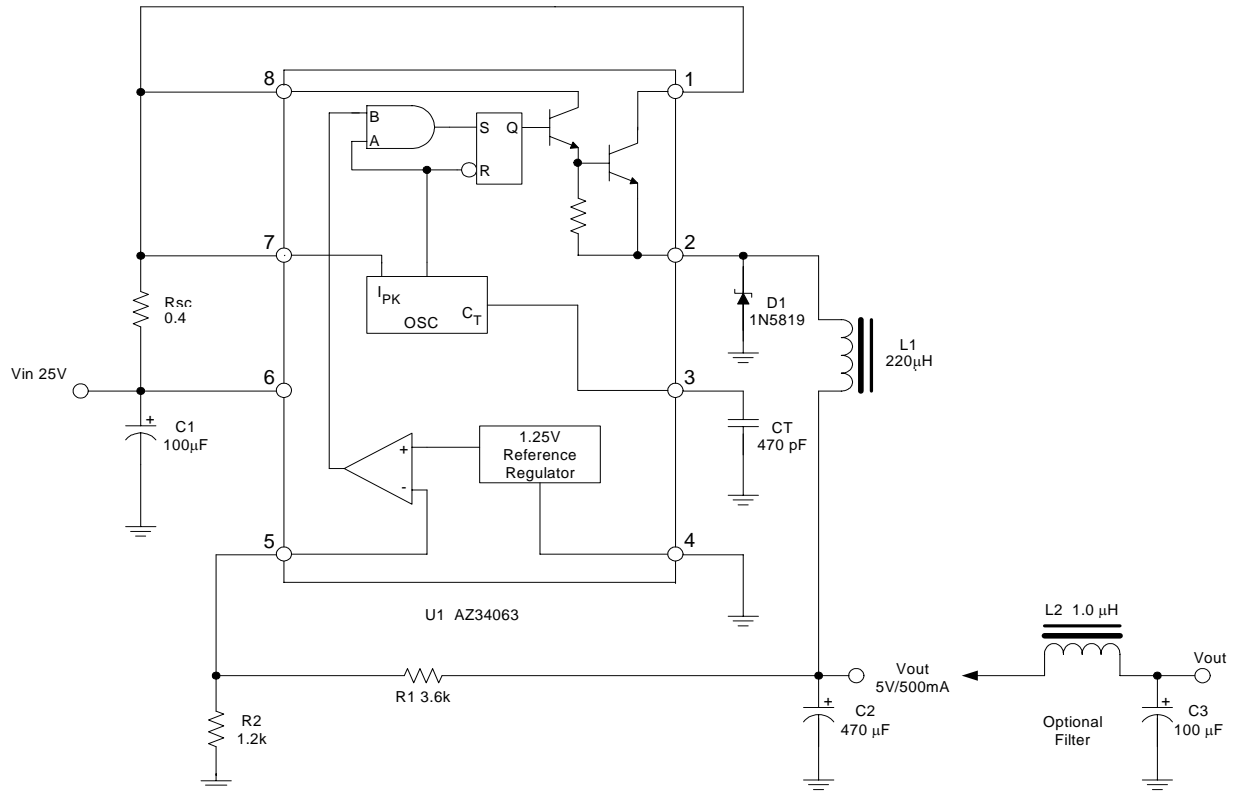 8
1
B
A
S
Q
R
7
2
I PK
OSC
C T
Rsc
0.4
D1
1N5819
L1
220µH
Vin 25V
6
3
C1
100µF
+
CT
470 pF
1.25V
Reference
Regulator
+
-
5
4
U1 AZ34063
L2 1.0 µH
Vout
5V/500mA
Vout
R1 3.6k
R2
1.2k
+
C2
470 µF
Optional
Filter
+
C3
100 µF